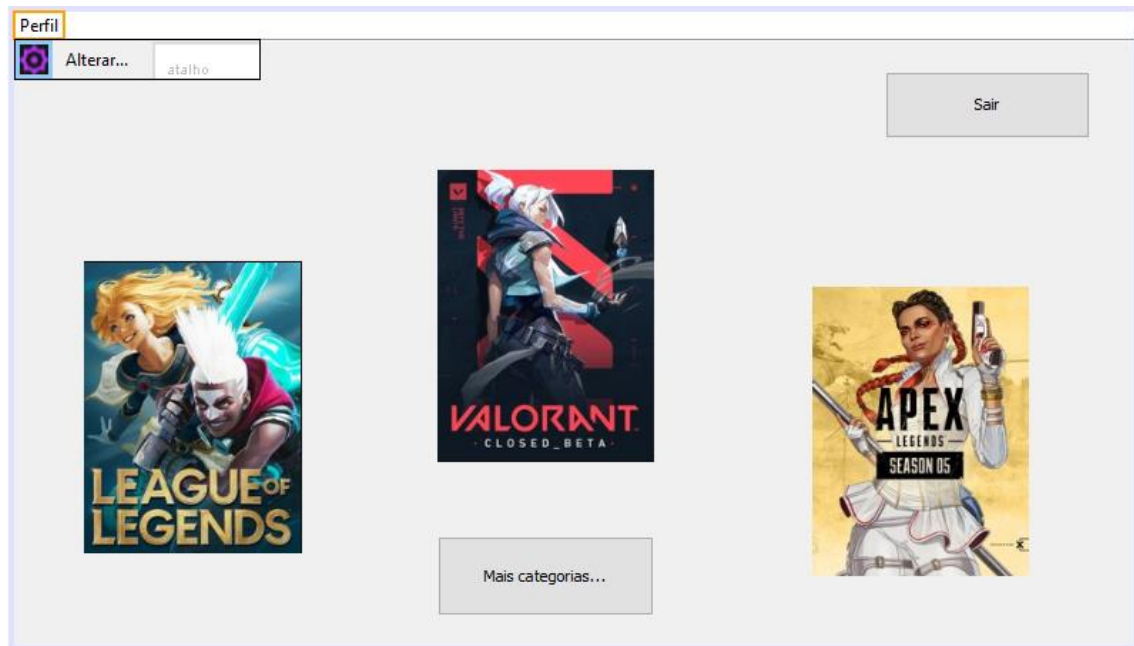 Perfil
Alterar...
atalho
Sair
VALORANT
CLOSED_BETA
LEAGUE OF
LEGENDS
APEX
LEGENDS
SEASON 05
Mais categorias...